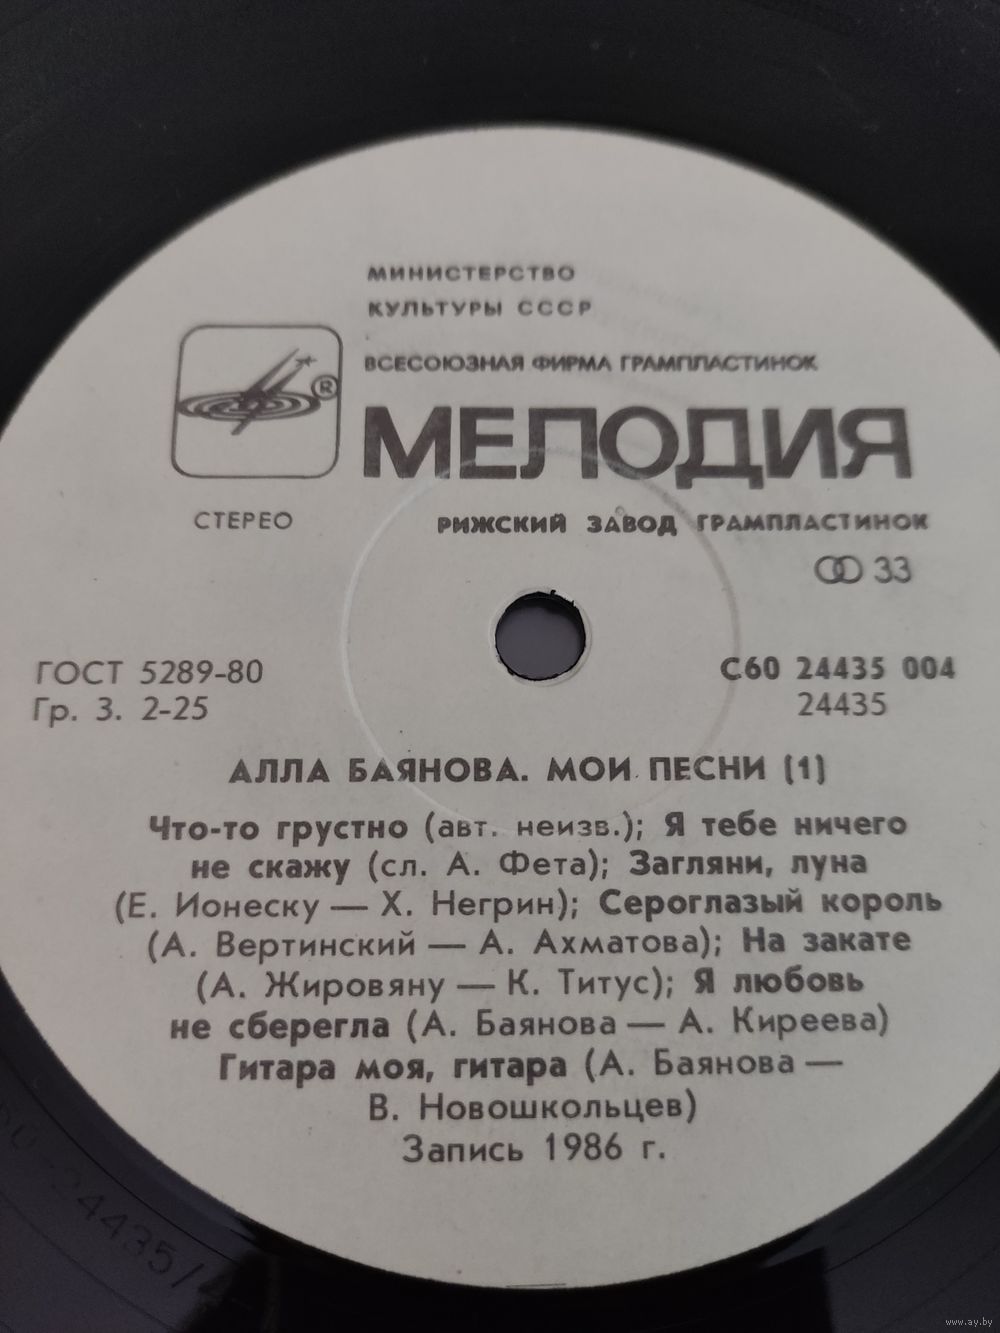 МИНИСТЕРСТВО
КУЛЬТУРЫ СССР
ВСЕСОЮЗНАЯ ФИРМА ГРАМПЛАСТИНОК
®
МЕЛОДИЯ
СТЕРЕО
РИЖСКИЙ ЗАВОД ГРАМПЛАСТИНОК
33
ГОСТ 5289-80
Гр. 3. 2-25
С60 24435 004
24435
АЛЛА БАЯНОВА. МОИ ПЕСНИ (1)
Что-то грустно (авт. неизв.); Я тебе ничего
не скажу (сл. А. Фета); Загляни, луна
(Е. Ионеску — Х. Негрин); Сероглазый король
(А. Вертинский — А. Ахматова); На закате
(А. Жировяну — К. Титус); Я любовь
не сберегла (А. Баянова — А. Киреева)
Гитара моя, гитара (А. Баянова —
В. Новошкольцев)
Запись 1986 г.
www.ay.by